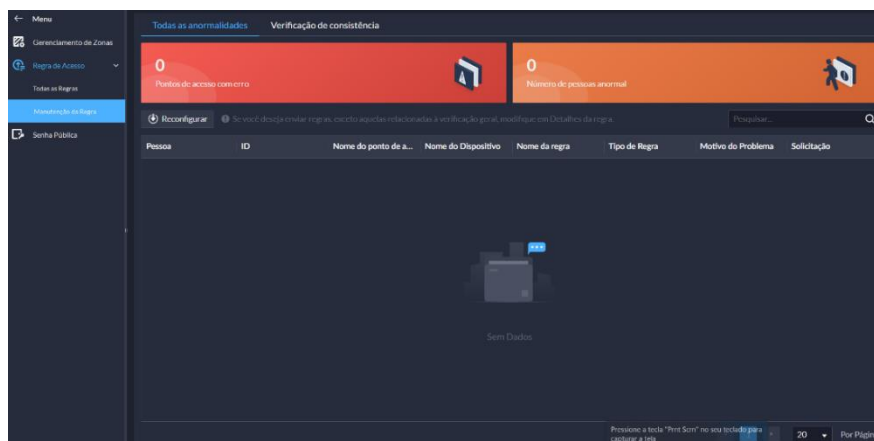 Menu
Gerenciamento de Zonas
Regra de Acesso
Todas as Regras
Manutenção da Regra
Senha Pública
Todas as anormalidades
Verificação de consistência
0
Pontos de acesso com erro
0
Número de pessoas anormal
Reconfigurar
Se você deseja enviar regras, exceto aquelas relacionadas à verificação geral, modifique em Detalhes da regra.
Pesquisar...
Pessoa
ID
Nome do ponto de a...
Nome do Dispositivo
Nome da regra
Tipo de Regra
Motivo do Problema
Solicitação
Sem Dados
Pressione a tecla "Prnt Scrn" no seu teclado para
capturar a tela
20
Por Págin